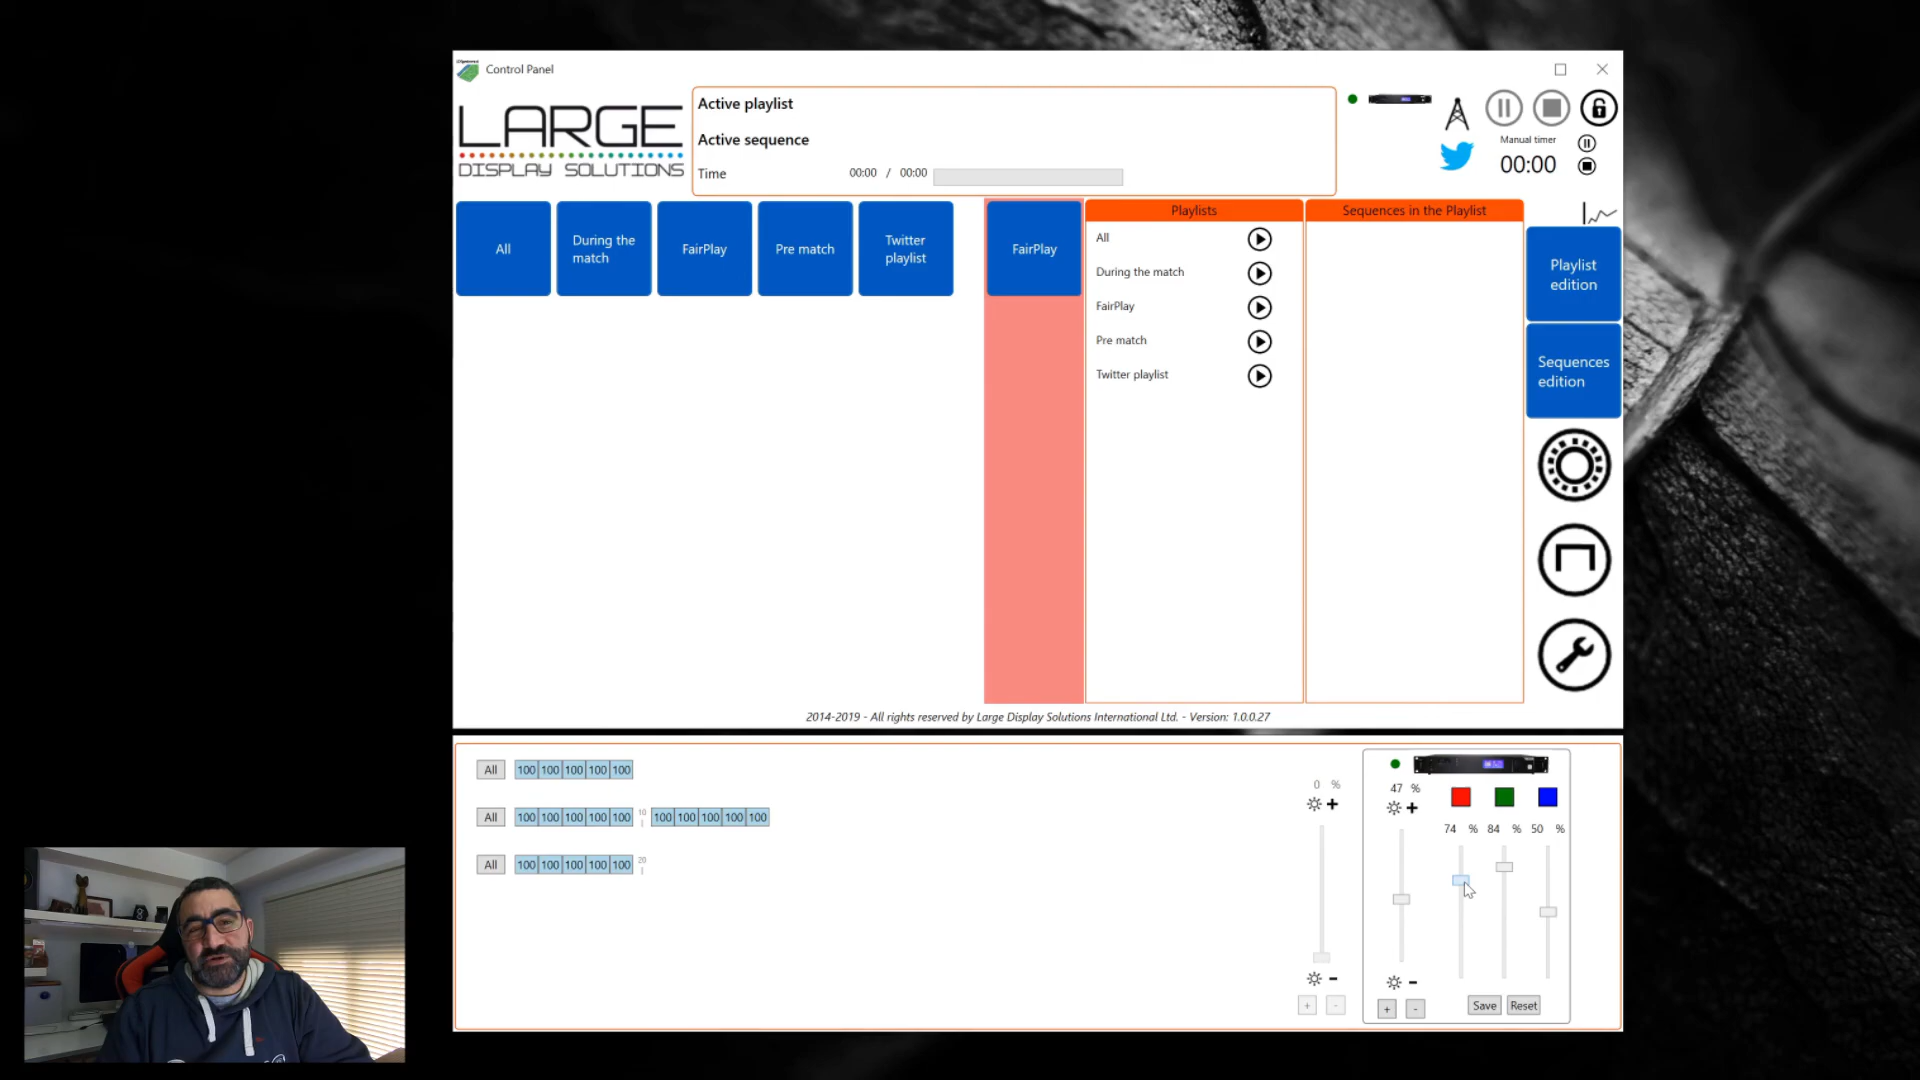 Control Panel
LARGE
DISPLAY SOLUTIONS
Active playlist
Active sequence
Time 00:00 / 00:00
Manual timer
00:00
All
During the
match
FairPlay
Pre match
Twitter
playlist
FairPlay
Playlists
All
During the match
FairPlay
Pre match
Twitter playlist
Sequences in the Playlist
Playlist
edition
Sequences
edition
2014-2019 - All rights reserved by Large Display Solutions International Ltd. - Version: 1.0.0.27
All 100 100 100 100 100
All 100 100 100 100 100 10 100 100 100 100 100
All 100 100 100 100 100 20
0 %
+
-
+ -
47 %
+
-
+ -
74 % 84 % 50 %
Save Reset